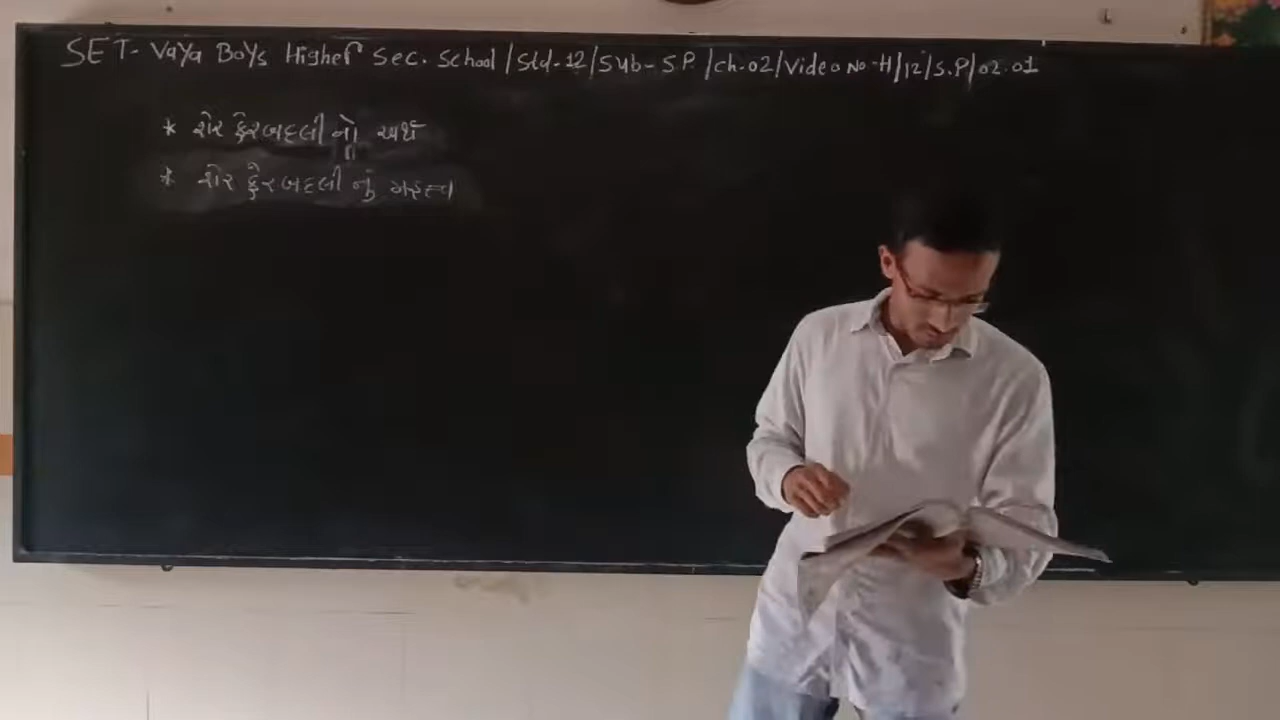 SET- Vaya Boys Higher Sec. School / Std-12 / Sub- S.P. / ch-02 / Video No-H/12/S.P/02.01
* શેર ફેરબદલી નો અર્થ
* શેર ફેરબદલી નું મહત્વ